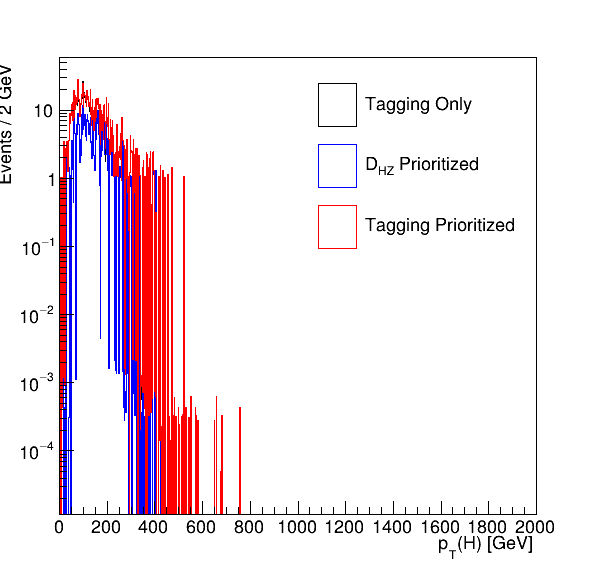 Events / 2 GeV
10
1
10⁻¹
10⁻²
10⁻³
10⁻⁴
Tagging Only
D_HZ Prioritized
Tagging Prioritized
0 200 400 600 800 1000 1200 1400 1600 1800 2000
p_T(H) [GeV]